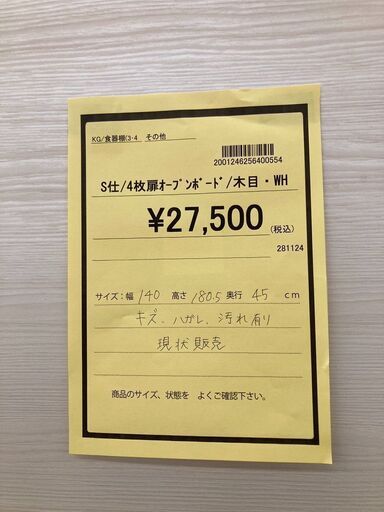 KG/食器棚(3･4 その他
2001246256400554
S仕/4枚扉ｵｰﾌﾟﾝﾎﾞｰﾄﾞ/木目・WH
¥27,500(税込)
281124
サイズ：幅 140 高さ 180.5 奥行 45 cm
キズ、ハガレ、汚れ有り
現状販売
商品のサイズ、状態を よくご確認下さい。